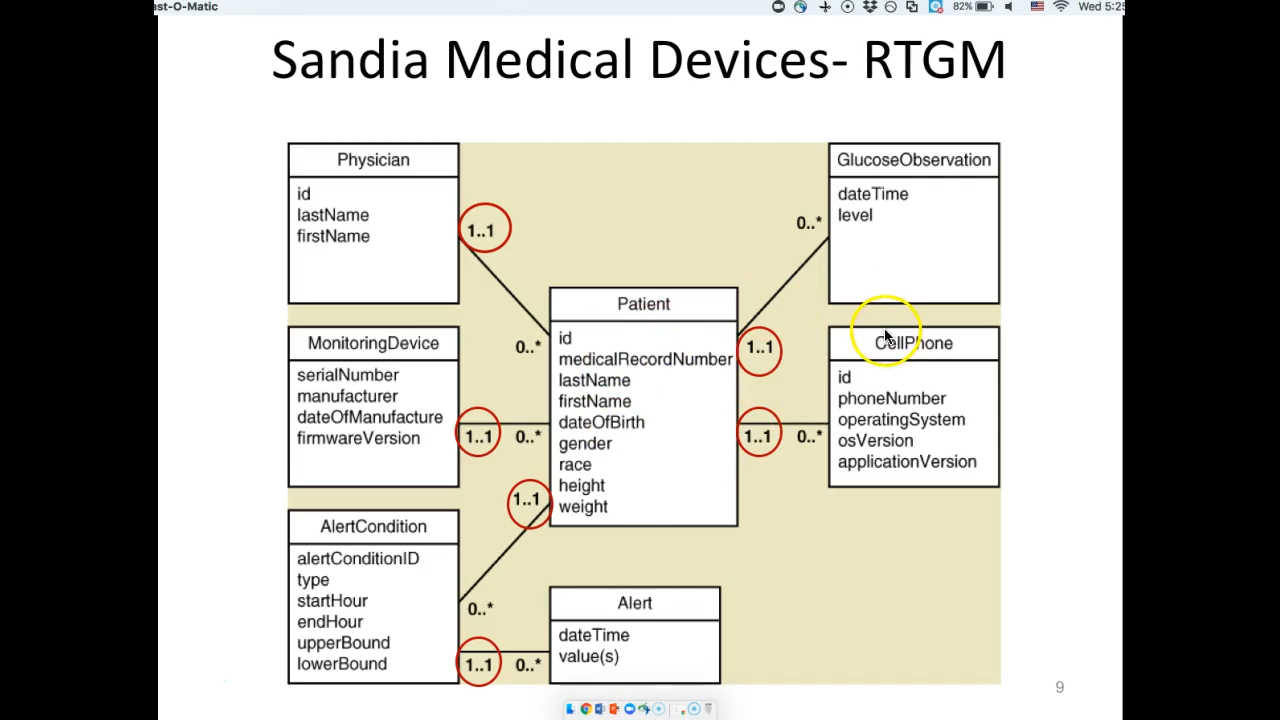 ast-O-Matic
82%
Wed 5:25
Sandia Medical Devices- RTGM
Physician
id
lastName
firstName
1..1
0..*
GlucoseObservation
dateTime
level
0..*
1..1
Patient
id
medicalRecordNumber
lastName
firstName
dateOfBirth
gender
race
height
weight
MonitoringDevice
serialNumber
manufacturer
dateOfManufacture
firmwareVersion
1..1
0..*
CellPhone
id
phoneNumber
operatingSystem
osVersion
applicationVersion
1..1
0..*
AlertCondition
alertConditionID
type
startHour
endHour
upperBound
lowerBound
1..1
0..*
1..1
0..*
Alert
dateTime
value(s)
9